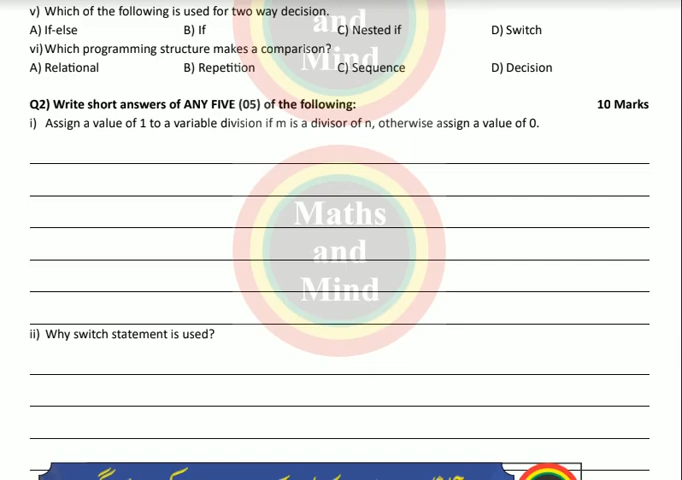 v) Which of the following is used for two way decision.
A) If-else B) If C) Nested if D) Switch
vi)Which programming structure makes a comparison?
A) Relational B) Repetition C) Sequence D) Decision
Q2) Write short answers of ANY FIVE (05) of the following: 10 Marks
i) Assign a value of 1 to a variable division if m is a divisor of n, otherwise assign a value of 0.
ii) Why switch statement is used?
and
Mind
Maths
and
Mind